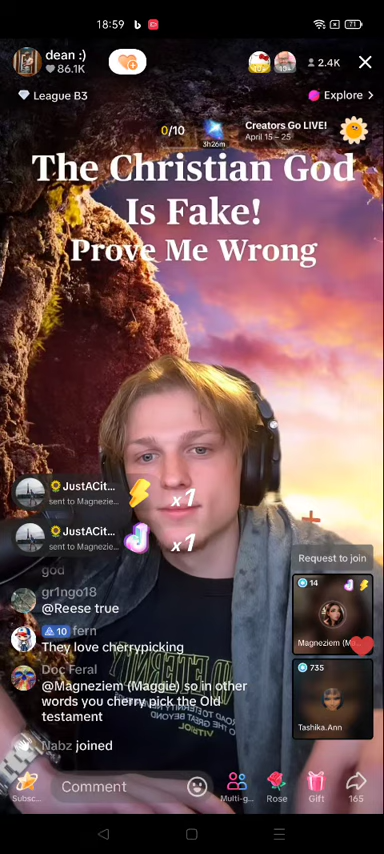 18:59
71
dean :)
86.1K
2.4K
League B3
Explore
0/10
3h26m
Creators Go LIVE!
April 15 – 25
The Christian God
Is Fake!
Prove Me Wrong
JustACit...
sent to Magnezie...
x1
JustACit...
sent to Magnezie...
x1
god
gr1ngo18
@Reese true
10 fern
They love cherrypicking
Doc Feral
@Magneziem (Maggie) so in other
words you cherry pick the Old
testament
Nabz joined
Request to join
14
Magneziem (M...
735
Tashika.Ann
Comment
Subsc...
Multi-g...
Rose
Gift
165